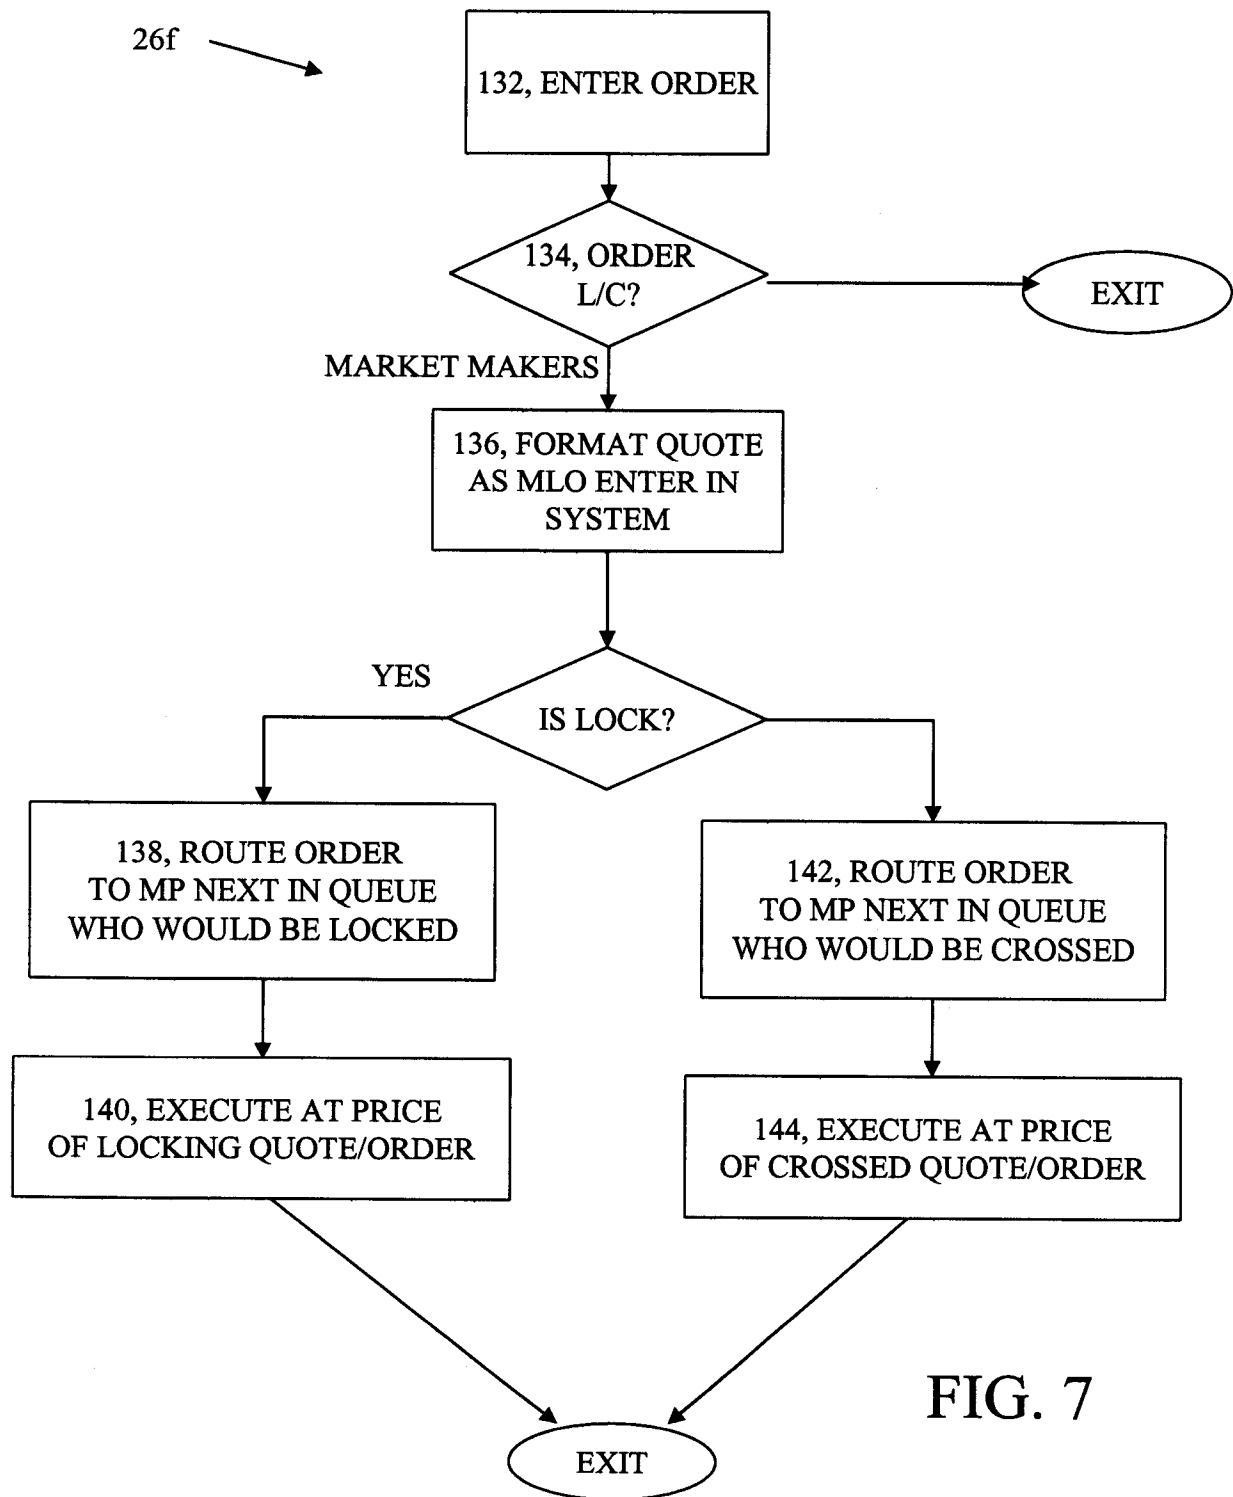 26f
132, ENTER ORDER
134, ORDER
L/C?
EXIT
MARKET MAKERS
136, FORMAT QUOTE
AS MLO ENTER IN
SYSTEM
YES
IS LOCK?
138, ROUTE ORDER
TO MP NEXT IN QUEUE
WHO WOULD BE LOCKED
142, ROUTE ORDER
TO MP NEXT IN QUEUE
WHO WOULD BE CROSSED
140, EXECUTE AT PRICE
OF LOCKING QUOTE/ORDER
144, EXECUTE AT PRICE
OF CROSSED QUOTE/ORDER
FIG. 7
EXIT